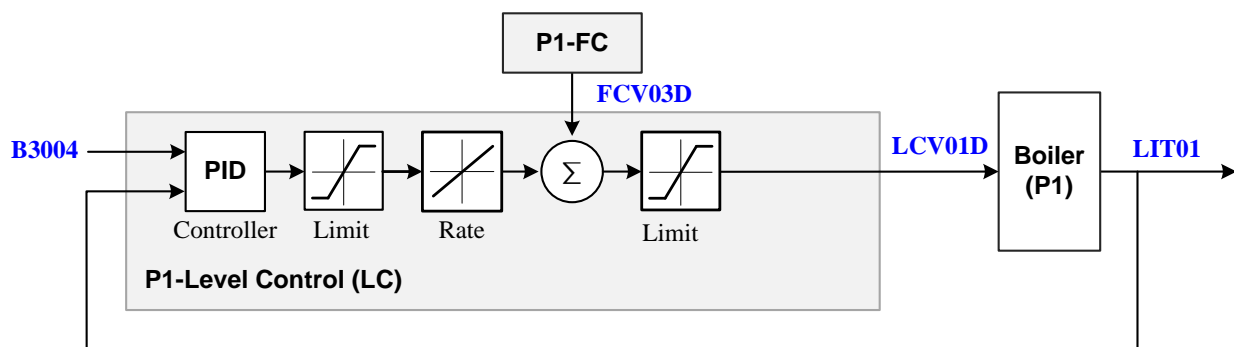 P1-FC
FCV03D
B3004
PID
Σ
LCV01D
Boiler
(P1)
LIT01
Controller
Limit
Rate
Limit
P1-Level Control (LC)